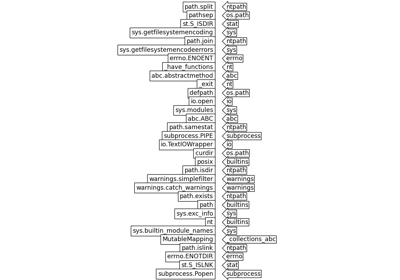 path.split ntpath
pathsep os.path
st.S_ISDIR stat
sys.getfilesystemencoding sys
path.join ntpath
sys.getfilesystemencodeerrors sys
errno.ENOENT errno
_have_functions nt
abc.abstractmethod abc
_exit nt
defpath os.path
io.open io
sys.modules sys
abc.ABC abc
path.samestat ntpath
subprocess.PIPE subprocess
io.TextIOWrapper io
curdir os.path
posix builtins
path.isdir ntpath
warnings.simplefilter warnings
warnings.catch_warnings warnings
path.exists ntpath
path builtins
sys.exc_info sys
nt builtins
sys.builtin_module_names sys
MutableMapping _collections_abc
path.islink ntpath
errno.ENOTDIR errno
st.S_ISLNK stat
subprocess.Popen subprocess